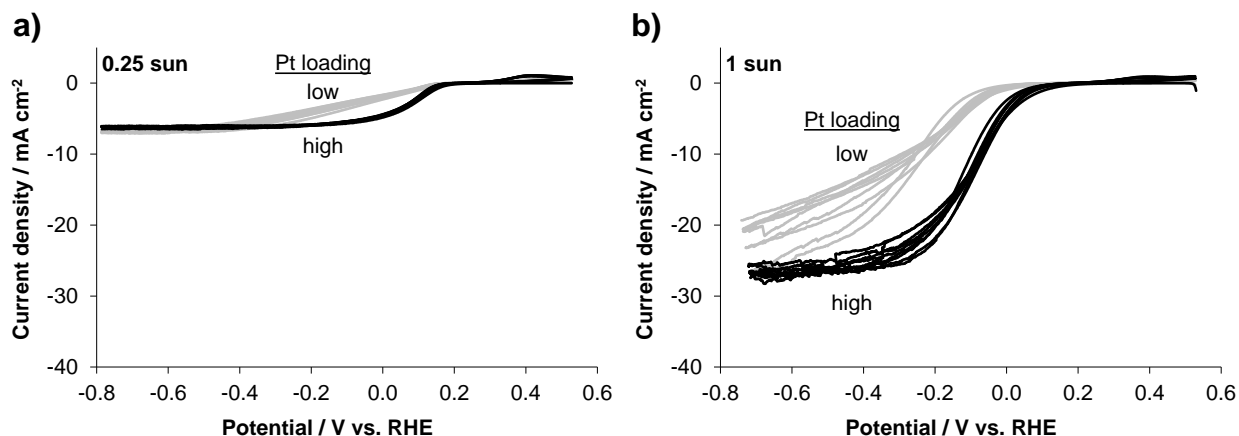 a)
0.25 sun
Pt loading
low
high
0
-10
-20
-30
-40
-0.8 -0.6 -0.4 -0.2 0.0 0.2 0.4 0.6
Current density / mA cm⁻²
Potential / V vs. RHE
b)
1 sun
Pt loading
low
high
0
-10
-20
-30
-40
-0.8 -0.6 -0.4 -0.2 0.0 0.2 0.4 0.6
Current density / mA cm⁻²
Potential / V vs. RHE